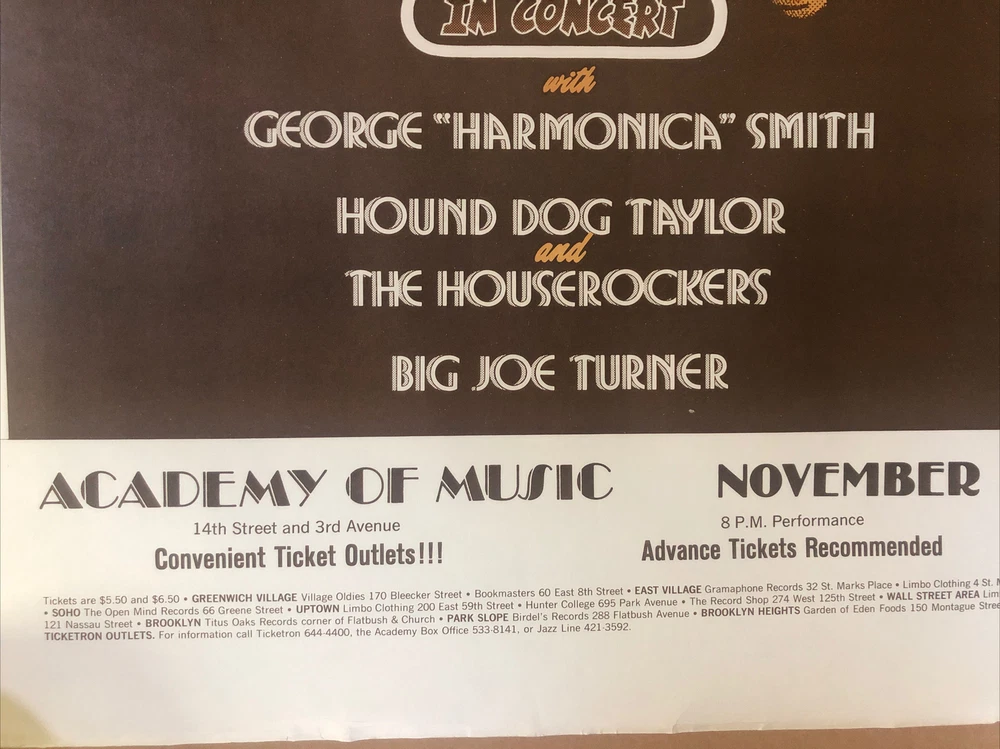 IN CONCERT
with
GEORGE "HARMONICA" SMITH
HOUND DOG TAYLOR
and
THE HOUSEROCKERS
BIG JOE TURNER
ACADEMY OF MUSIC
14th Street and 3rd Avenue
Convenient Ticket Outlets!!!
NOVEMBER
8 P.M. Performance
Advance Tickets Recommended
Tickets are $5.50 and $6.50 • GREENWICH VILLAGE Village Oldies 170 Bleecker Street • Bookmasters 60 East 8th Street • EAST VILLAGE Gramaphone Records 32 St. Marks Place • Limbo Clothing 4 St.
• SOHO The Open Mind Records 66 Greene Street • UPTOWN Limbo Clothing 200 East 59th Street • Hunter College 695 Park Avenue • The Record Shop 274 West 125th Street • WALL STREET AREA
121 Nassau Street • BROOKLYN Titus Oaks Records corner of Flatbush & Church • PARK SLOPE Birdel's Records 288 Flatbush Avenue • BROOKLYN HEIGHTS Garden of Eden Foods 150 Montague
TICKETRON OUTLETS. For information call Ticketron 644-4400, the Academy Box Office 533-8141, or Jazz Line 421-3592.